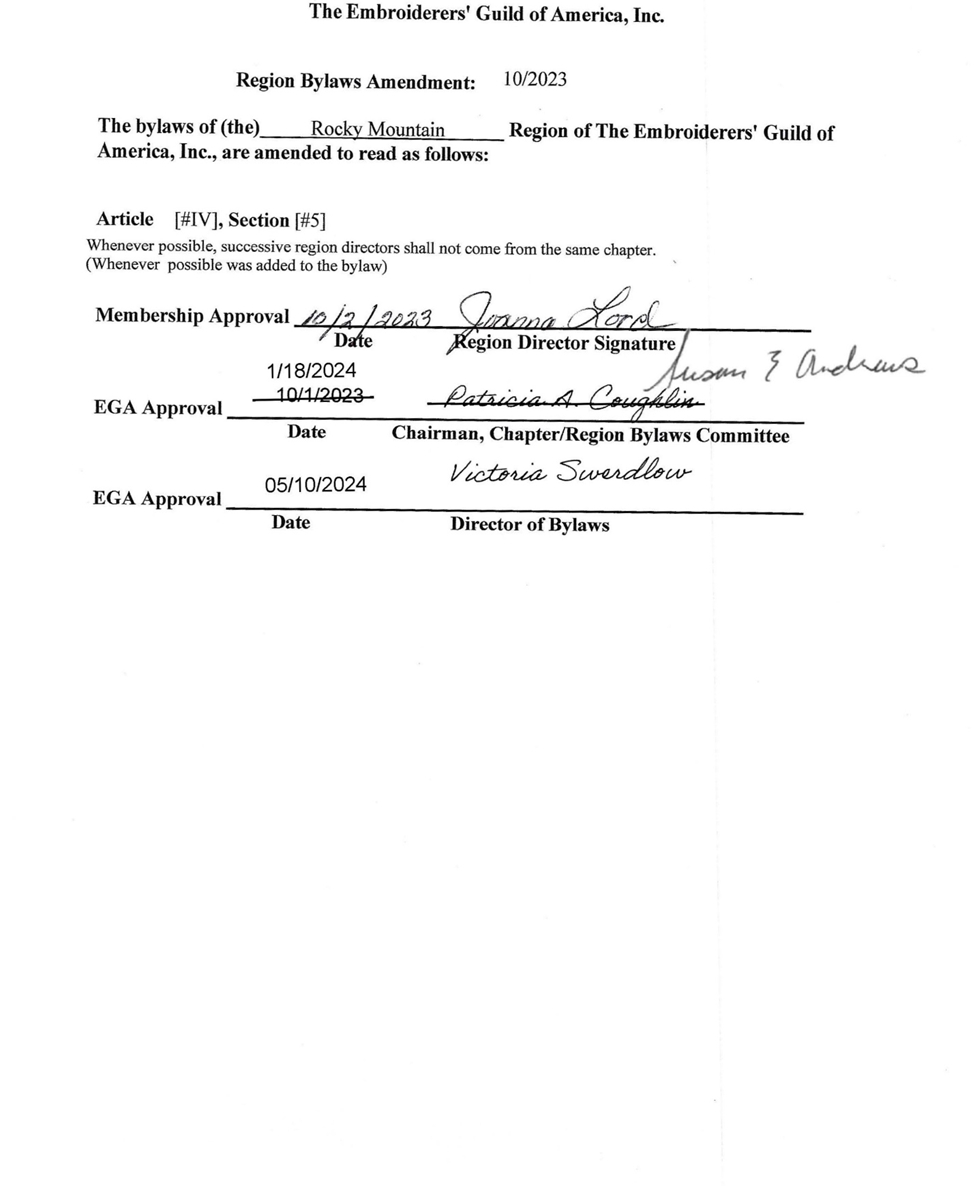 The Embroiderers' Guild of America, Inc.
Region Bylaws Amendment: 10/2023
The bylaws of (the) Rocky Mountain Region of The Embroiderers' Guild of
America, Inc., are amended to read as follows:
Article [#IV], Section [#5]
Whenever possible, successive region directors shall not come from the same chapter.
(Whenever possible was added to the bylaw)
Membership Approval 10/2/2023 Joanna Lord
Date Region Director Signature
Susan E Andrews
1/18/2024
10/1/2023 Patricia A. Coughlin
EGA Approval
Date Chairman, Chapter/Region Bylaws Committee
05/10/2024 Victoria Swerdlow
EGA Approval
Date Director of Bylaws